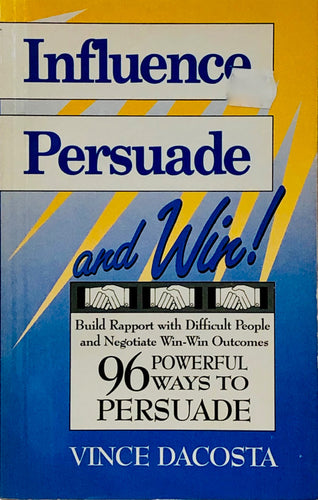 Influence
Persuade
and Win!
Build Rapport with Difficult People
and Negotiate Win-Win Outcomes
96 POWERFUL
WAYS TO
PERSUADE
VINCE DACOSTA